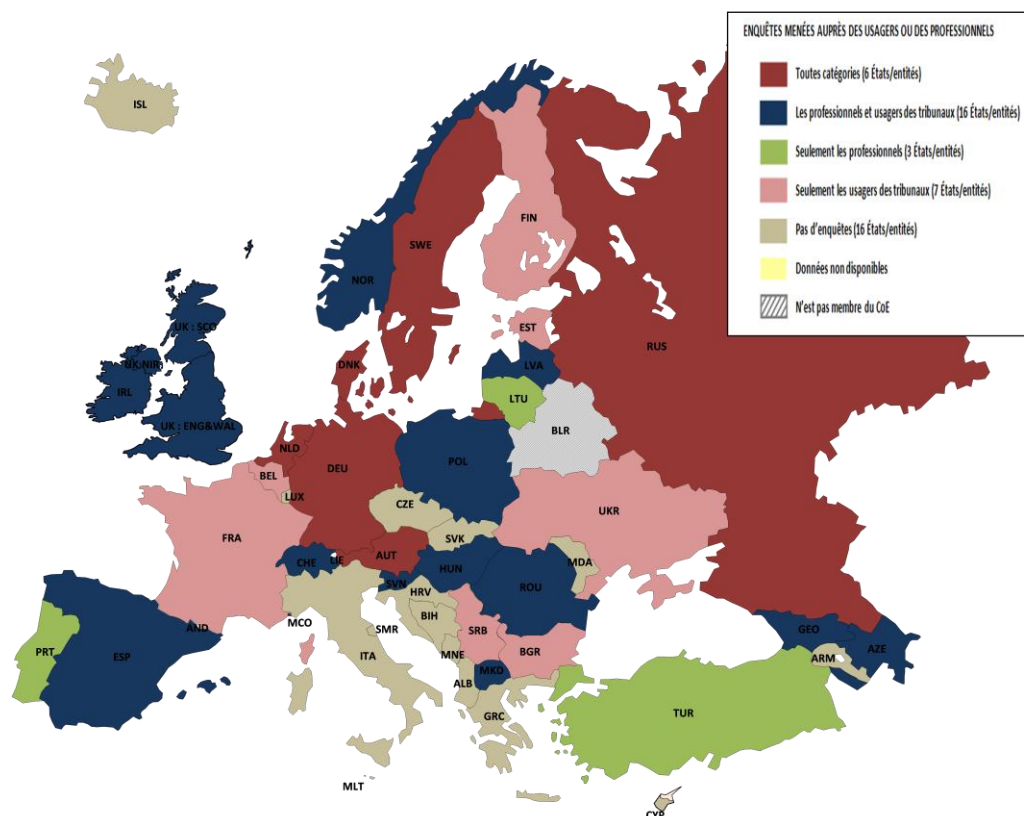 ENQUÊTES MENÉES AUPRÈS DES USAGERS OU DES PROFESSIONNELS
Toutes catégories (6 États/entités)
Les professionnels et usagers des tribunaux (16 États/entités)
Seulement les professionnels (3 États/entités)
Seulement les usagers des tribunaux (7 États/entités)
Pas d'enquêtes (16 États/entités)
Données non disponibles
N'est pas membre du CoE
ISL
FIN
SWE
NOR
UK : SCO
EST
RUS
UK:NIR
DNK
LVA
IRL
LTU
UK : ENG&WAL
BLR
NLD
POL
BEL
DEU
LUX
CZE
UKR
FRA
SVK
AUT
MDA
CHE
LIE
HUN
SVN
ROU
HRV
BIH
MCO
AND
SMR
SRB
GEO
PRT
ESP
ITA
MNE
BGR
AZE
ARM
MKD
ALB
GRC
TUR
MLT
CYP